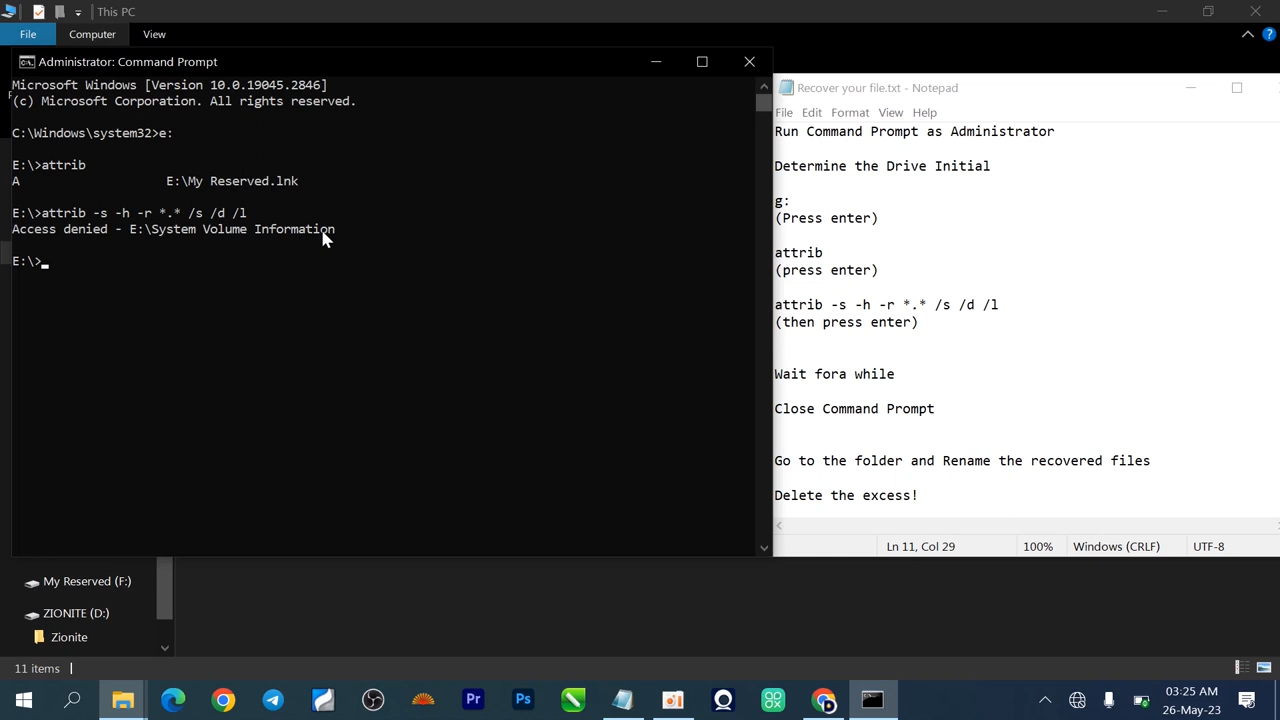 This PC
File
Computer
View
Administrator: Command Prompt
Microsoft Windows [Version 10.0.19045.2846]
(c) Microsoft Corporation. All rights reserved.
C:\Windows\system32>e:
E:\>attrib
A                    E:\My Reserved.lnk
E:\>attrib -s -h -r *.* /s /d /l
Access denied - E:\System Volume Information
E:\>
Recover your file.txt - Notepad
File Edit Format View Help
Run Command Prompt as Administrator
Determine the Drive Initial
g:
(Press enter)
attrib
(press enter)
attrib -s -h -r *.* /s /d /l
(then press enter)
Wait fora while
Close Command Prompt
Go to the folder and Rename the recovered files
Delete the excess!
Ln 11, Col 29
100%
Windows (CRLF)
UTF-8
My Reserved (F:)
ZIONITE (D:)
Zionite
11 items
Pr
Ps
03:25 AM
26-May-23